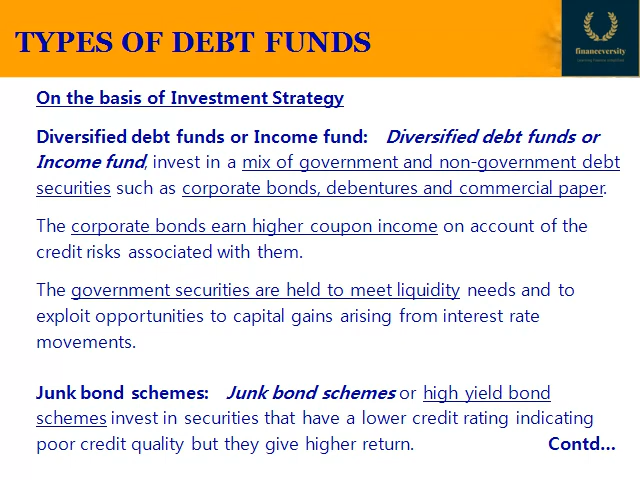 TYPES OF DEBT FUNDS
financeversity
On the basis of Investment Strategy
Diversified debt funds or Income fund: Diversified debt funds or
Income fund, invest in a mix of government and non-government debt
securities such as corporate bonds, debentures and commercial paper.
The corporate bonds earn higher coupon income on account of the
credit risks associated with them.
The government securities are held to meet liquidity needs and to
exploit opportunities to capital gains arising from interest rate
movements.
Junk bond schemes: Junk bond schemes or high yield bond
schemes invest in securities that have a lower credit rating indicating
poor credit quality but they give higher return. Contd...